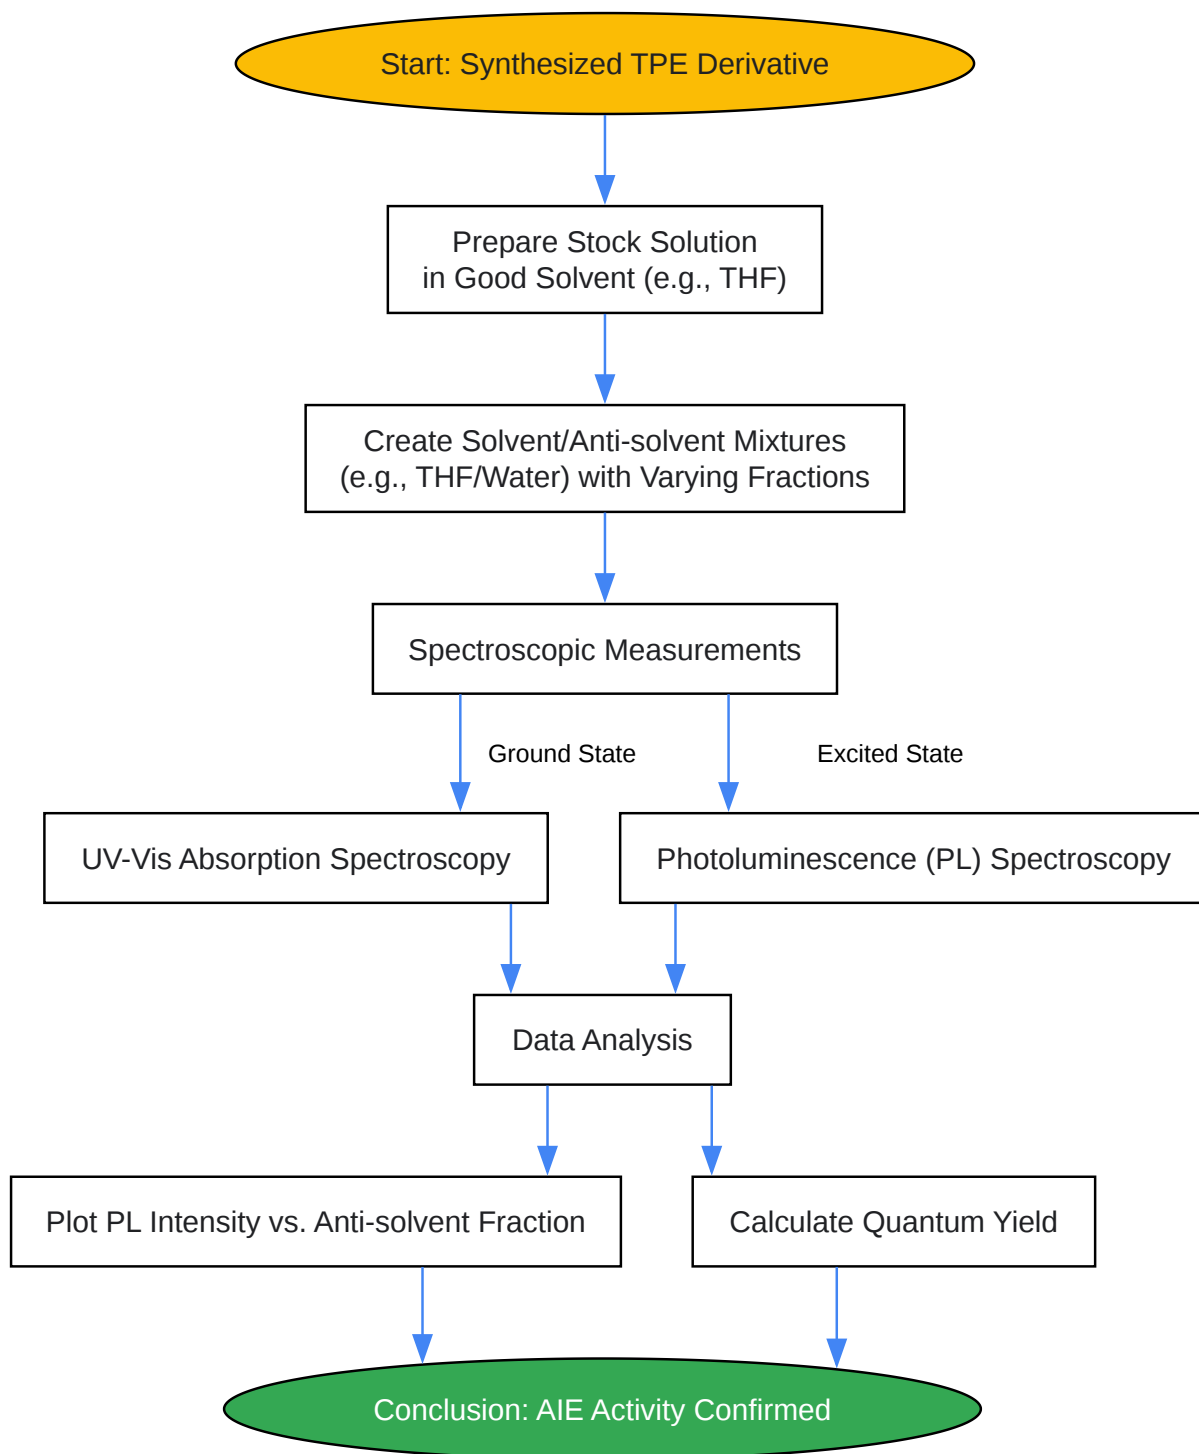 Start: Synthesized TPE Derivative
Prepare Stock Solution
in Good Solvent (e.g., THF)
Create Solvent/Anti-solvent Mixtures
(e.g., THF/Water) with Varying Fractions
Spectroscopic Measurements
Ground State
Excited State
UV-Vis Absorption Spectroscopy
Photoluminescence (PL) Spectroscopy
Data Analysis
Plot PL Intensity vs. Anti-solvent Fraction
Calculate Quantum Yield
Conclusion: AIE Activity Confirmed